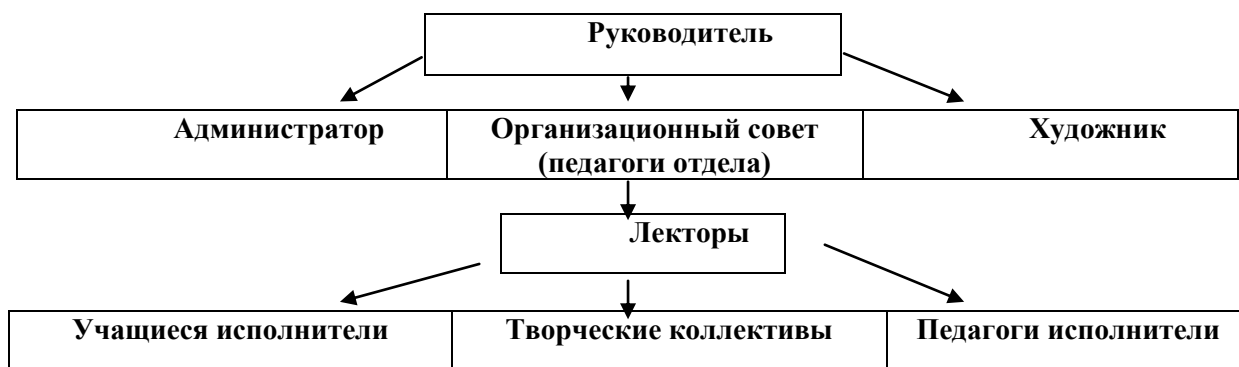 Руководитель
Администратор
Организационный совет
(педагоги отдела)
Художник
Лекторы
Учащиеся исполнители
Творческие коллективы
Педагоги исполнители